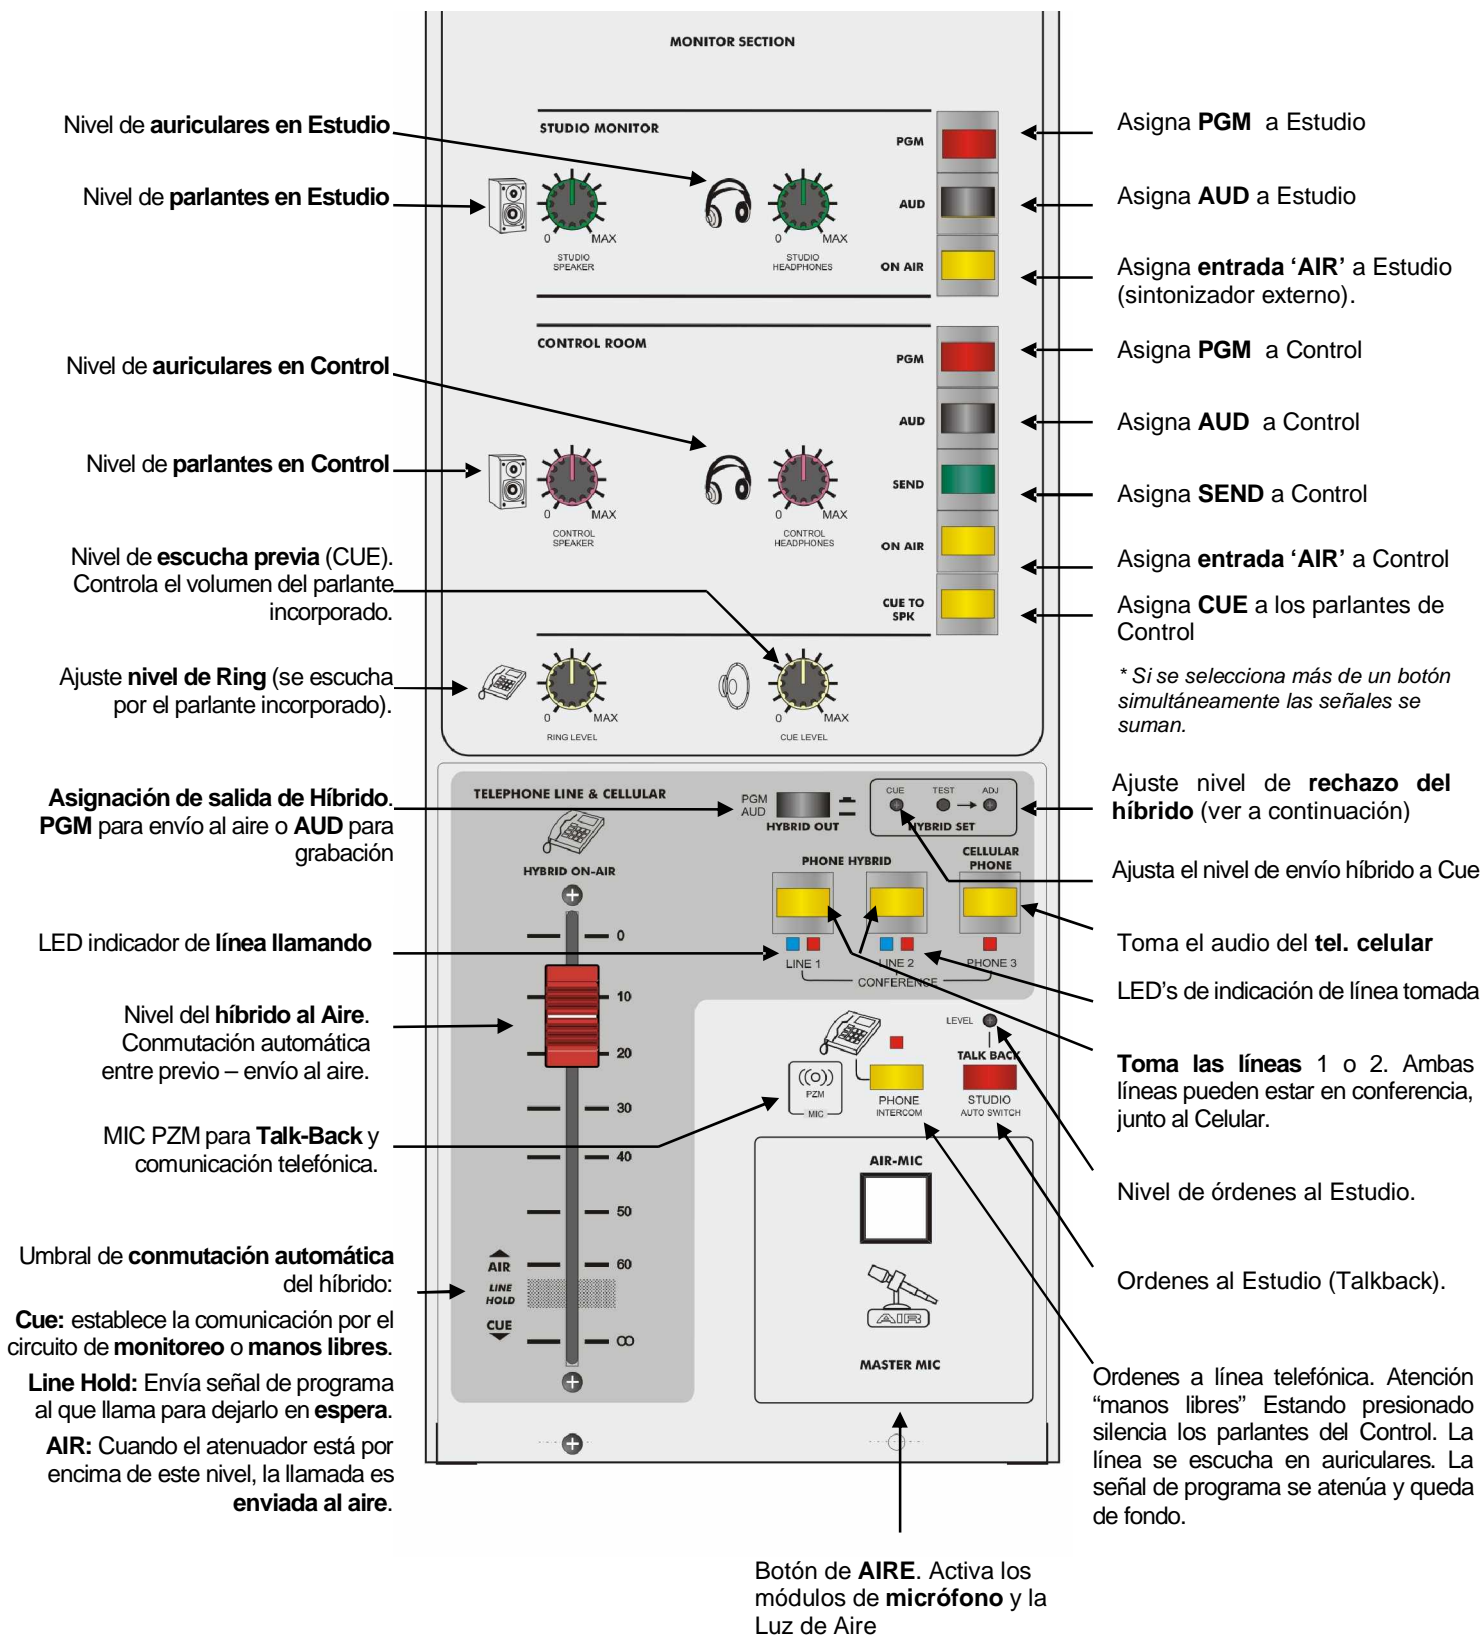 MONITOR SECTION
Nivel de auriculares en Estudio
Nivel de parlantes en Estudio
STUDIO MONITOR
0
MAX
STUDIO
SPEAKER
0
MAX
STUDIO
HEADPHONES
PGM
AUD
ON AIR
Asigna PGM a Estudio
Asigna AUD a Estudio
Asigna entrada ‘AIR’ a Estudio
(sintonizador externo).
Nivel de auriculares en Control
Nivel de parlantes en Control
CONTROL ROOM
0
MAX
CONTROL
SPEAKER
0
MAX
CONTROL
HEADPHONES
PGM
AUD
SEND
ON AIR
CUE TO
SPK
Asigna PGM a Control
Asigna AUD a Control
Asigna SEND a Control
Asigna entrada ‘AIR’ a Control
Asigna CUE a los parlantes de
Control
* Si se selecciona más de un botón
simultáneamente las señales se
suman.
Nivel de escucha previa (CUE).
Controla el volumen del parlante
incorporado.
Ajuste nivel de Ring (se escucha
por el parlante incorporado).
0
MAX
RING LEVEL
0
MAX
CUE LEVEL
Asignación de salida de Híbrido.
PGM para envío al aire o AUD para
grabación
TELEPHONE LINE & CELLULAR
PGM
AUD
HYBRID OUT
CUE
TEST
ADJ
HYBRID SET
Ajuste nivel de rechazo del
híbrido (ver a continuación)
Ajusta el nivel de envío híbrido a Cue
HYBRID ON-AIR
PHONE HYBRID
CELLULAR
PHONE
LINE 1
LINE 2
PHONE 3
CONFERENCE
Toma el audio del tel. celular
LED’s de indicación de línea tomada
Toma las líneas 1 o 2. Ambas
líneas pueden estar en conferencia,
junto al Celular.
LED indicador de línea llamando
Nivel del híbrido al Aire.
Conmutación automática
entre previo – envío al aire.
MIC PZM para Talk-Back y
comunicación telefónica.
0
10
20
30
40
50
60
∞
AIR
LINE
HOLD
CUE
LEVEL
TALK BACK
PZM
MIC
PHONE
INTERCOM
STUDIO
AUTO SWITCH
Nivel de órdenes al Estudio.
Ordenes al Estudio (Talkback).
AIR-MIC
AIR
MASTER MIC
Umbral de conmutación automática
del híbrido:
Cue: establece la comunicación por el
circuito de monitoreo o manos libres.
Line Hold: Envía señal de programa
al que llama para dejarlo en espera.
AIR: Cuando el atenuador está por
encima de este nivel, la llamada es
enviada al aire.
Ordenes a línea telefónica. Atención
“manos libres” Estando presionado
silencia los parlantes del Control. La
línea se escucha en auriculares. La
señal de programa se atenúa y queda
de fondo.
Botón de AIRE. Activa los
módulos de micrófono y la
Luz de Aire